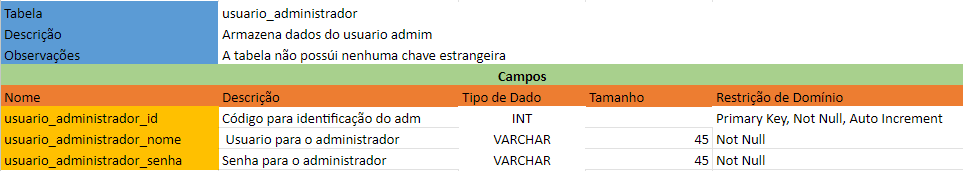 Tabela usuario_administrador
Descrição Armazena dados do usuario admim
Observações A tabela não possúi nenhuma chave estrangeira
Campos
Nome Descrição Tipo de Dado Tamanho Restrição de Domínio
usuario_administrador_id Código para identificação do adm INT Primary Key, Not Null, Auto Increment
usuario_administrador_nome Usuario para o administrador VARCHAR 45 Not Null
usuario_administrador_senha Senha para o administrador VARCHAR 45 Not Null